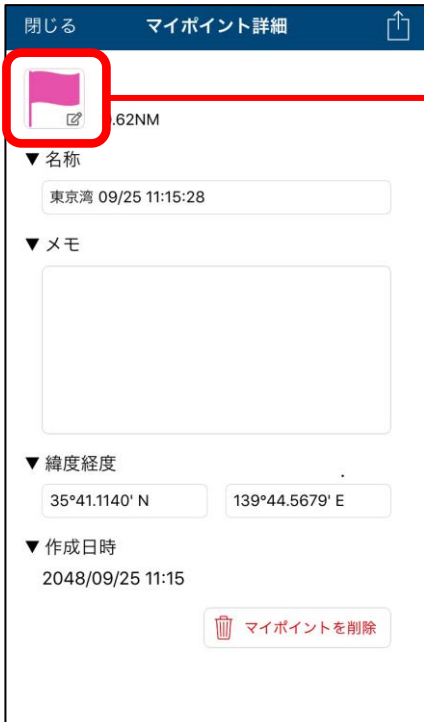 閉じる マイポイント詳細
.62NM
▼ 名称
東京湾 09/25 11:15:28
▼ メモ
▼ 緯度経度
35°41.1140' N 139°44.5679' E
▼ 作成日時
2048/09/25 11:15
マイポイントを削除